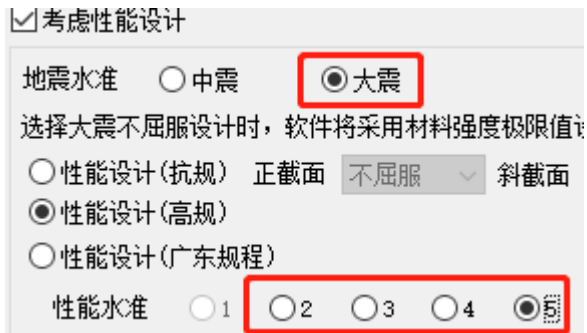 考虑性能设计
地震水准 中震 大震
选择大震不屈服设计时，软件将采用材料强度极限值
性能设计(抗规) 正截面 不屈服 斜截面
性能设计(高规)
性能设计(广东规程)
性能水准 1 2 3 4 5